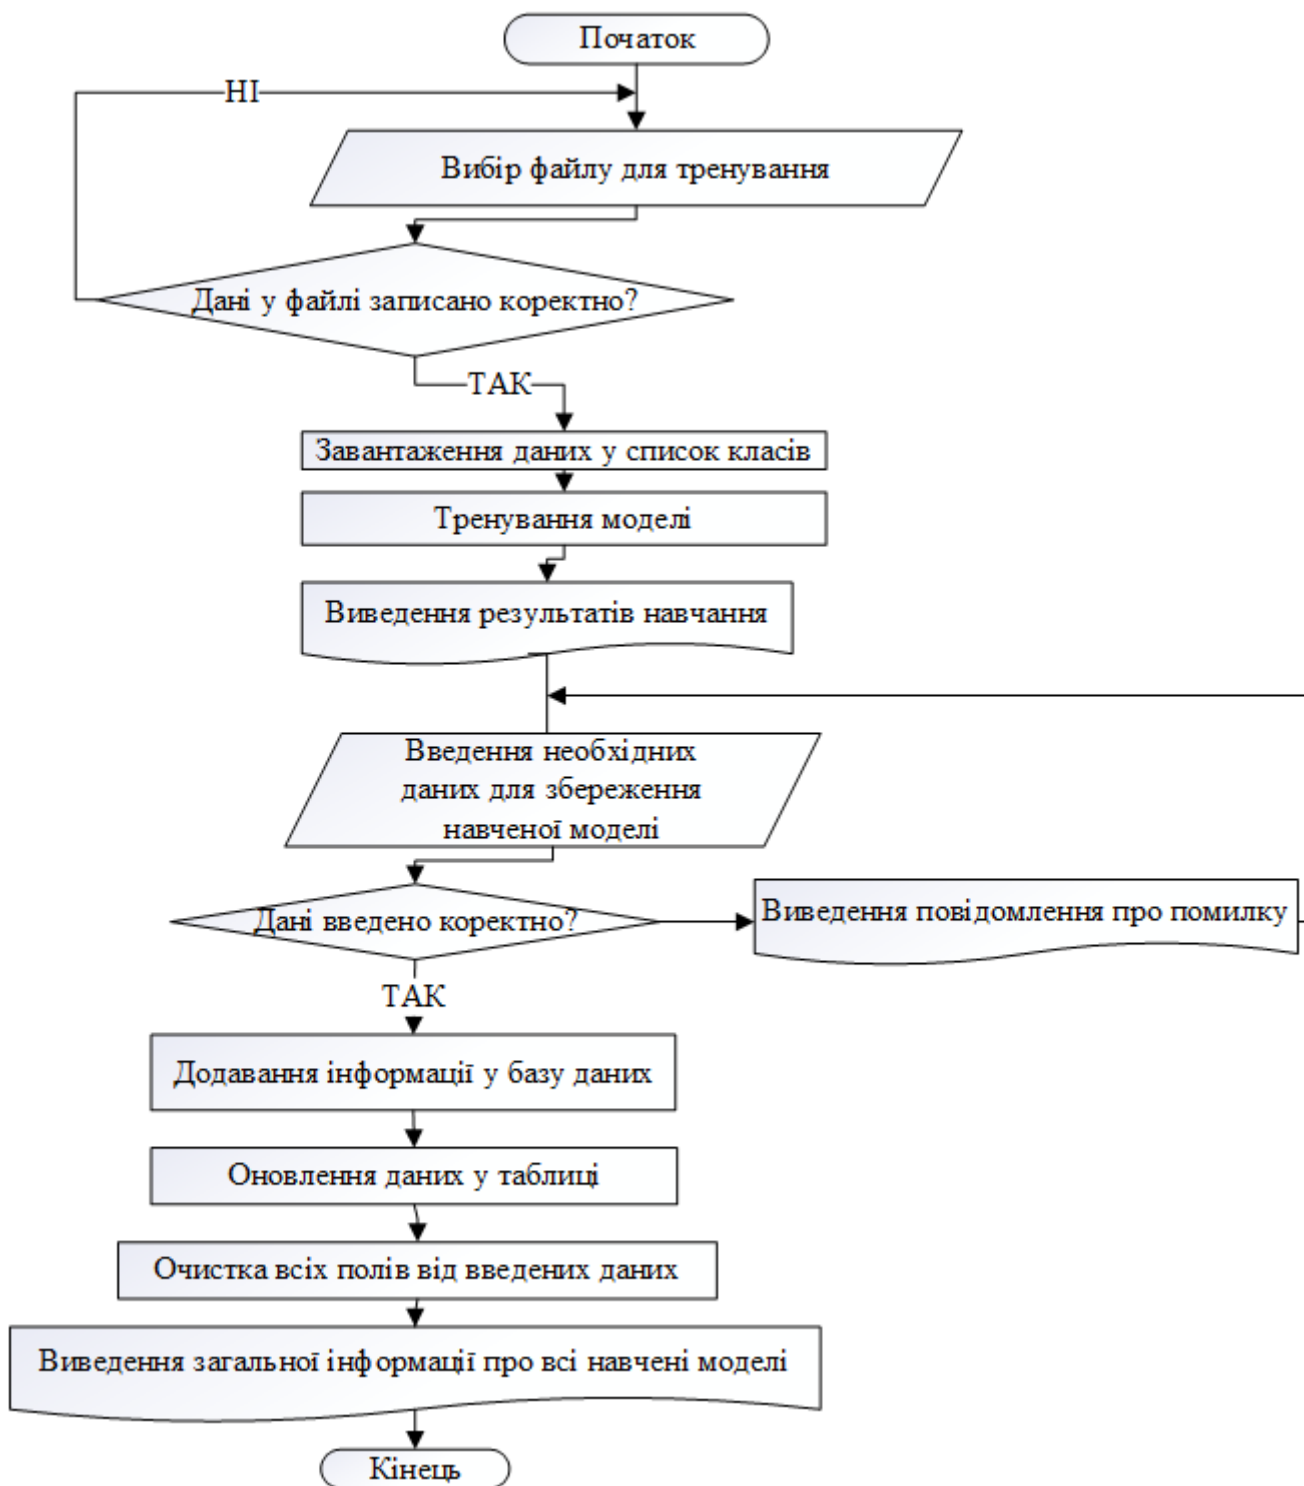 Початок
НІ
Вибір файлу для тренування
Дані у файлі записано коректно?
ТАК
Завантаження даних у список класів
Тренування моделі
Виведення результатів навчання
Введення необхідних
даних для збереження
навченої моделі
Дані введено коректно?
Виведення повідомлення про помилку
ТАК
Додавання інформації у базу даних
Оновлення даних у таблиці
Очистка всіх полів від введених даних
Виведення загальної інформації про всі навчені моделі
Кінець